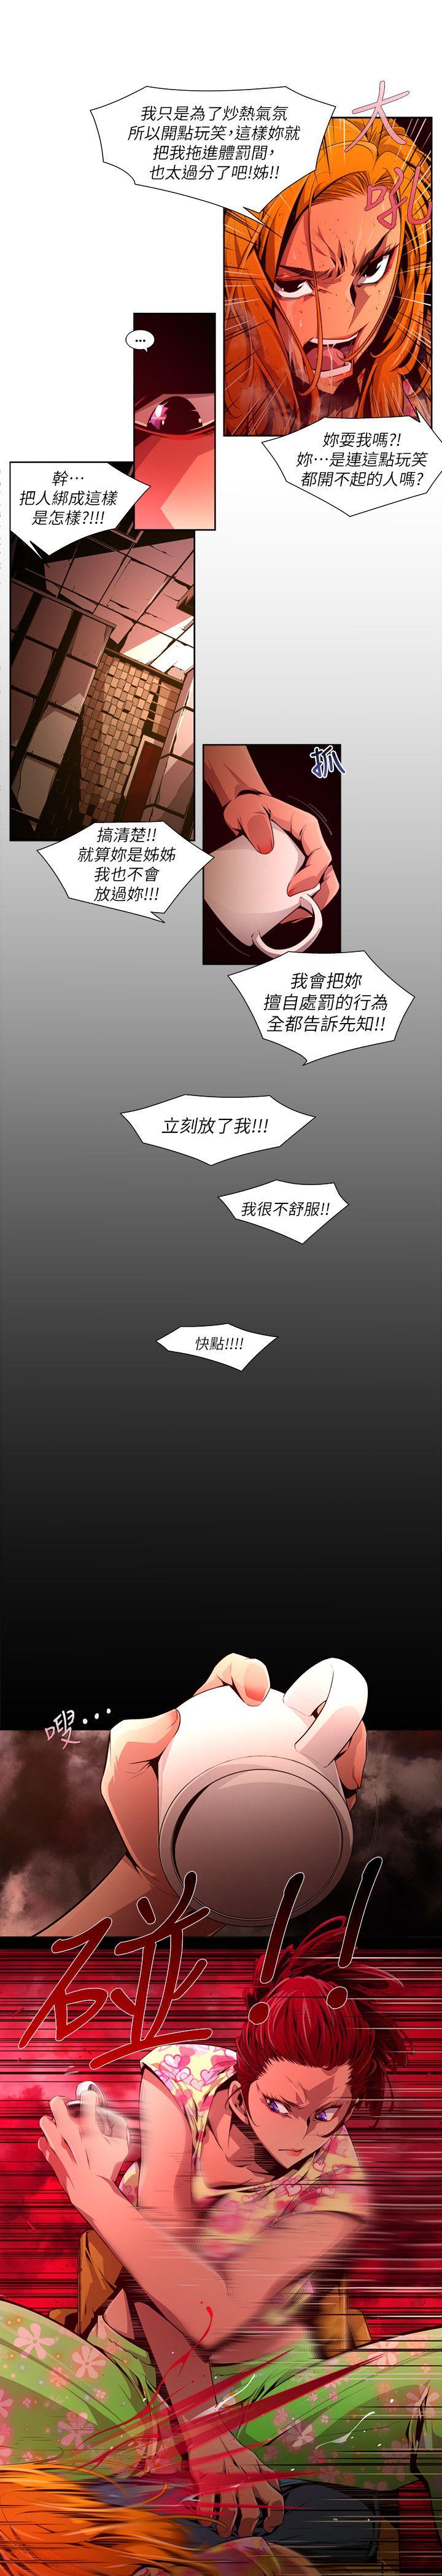 我只是為了炒熱氣氛
所以開點玩笑，這樣妳就
把我拖進體罰間，
也太過分了吧！姊!!
大
吼
...
妳耍我嗎?!
妳…是連這點玩笑
都開不起的人嗎?
幹…
把人綁成這樣
是怎樣?!!!
抓
搞清楚!!
就算妳是姊姊
我也不會
放過妳!!!
我會把妳
擅自處罰的行為
全都告訴先知!!
立刻放了我!!!
我很不舒服!!
快點!!!!
嗖...
碰!!